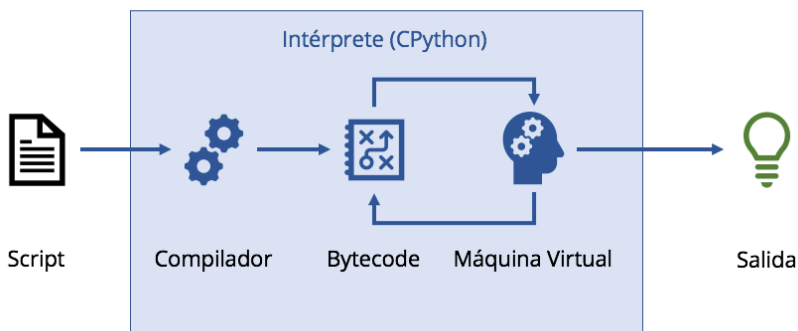 Intérprete (CPython)
Script
Compilador
Bytecode
Máquina Virtual
Salida